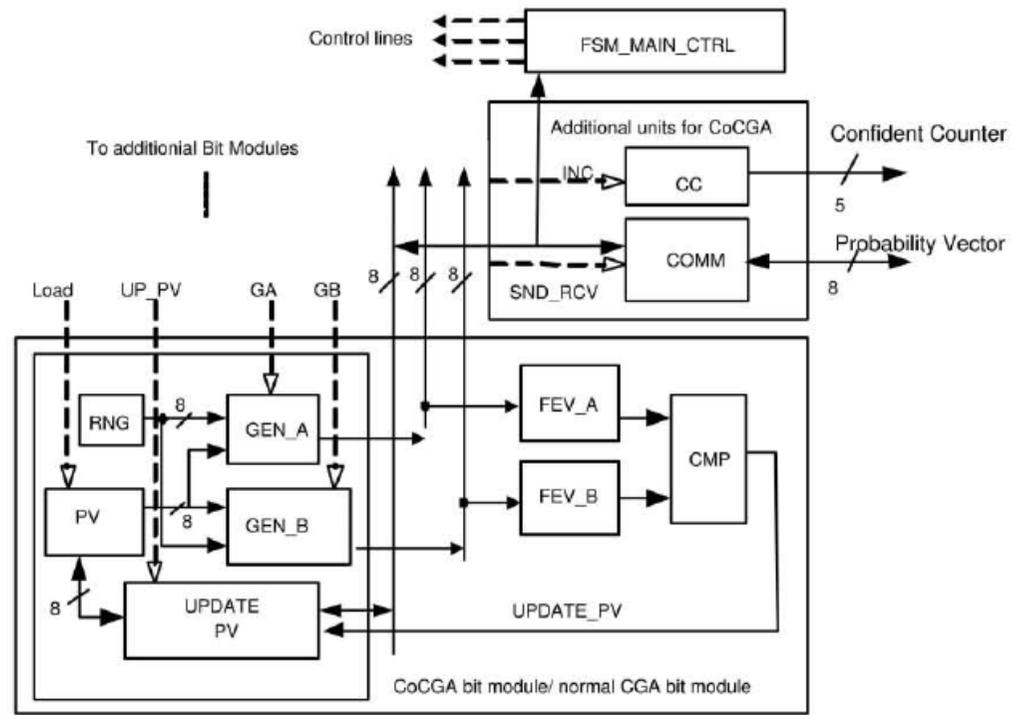 Control lines
FSM_MAIN_CTRL
Additional units for CoCGA
Confident Counter
To additionial Bit Modules
INC
CC
5
COMM
Probability Vector
8
8
8
8
SND_RCV
Load
UP_PV
GA
GB
RNG
8
GEN_A
FEV_A
CMP
PV
8
GEN_B
FEV_B
8
UPDATE
PV
UPDATE_PV
CoCGA bit module/ normal CGA bit module